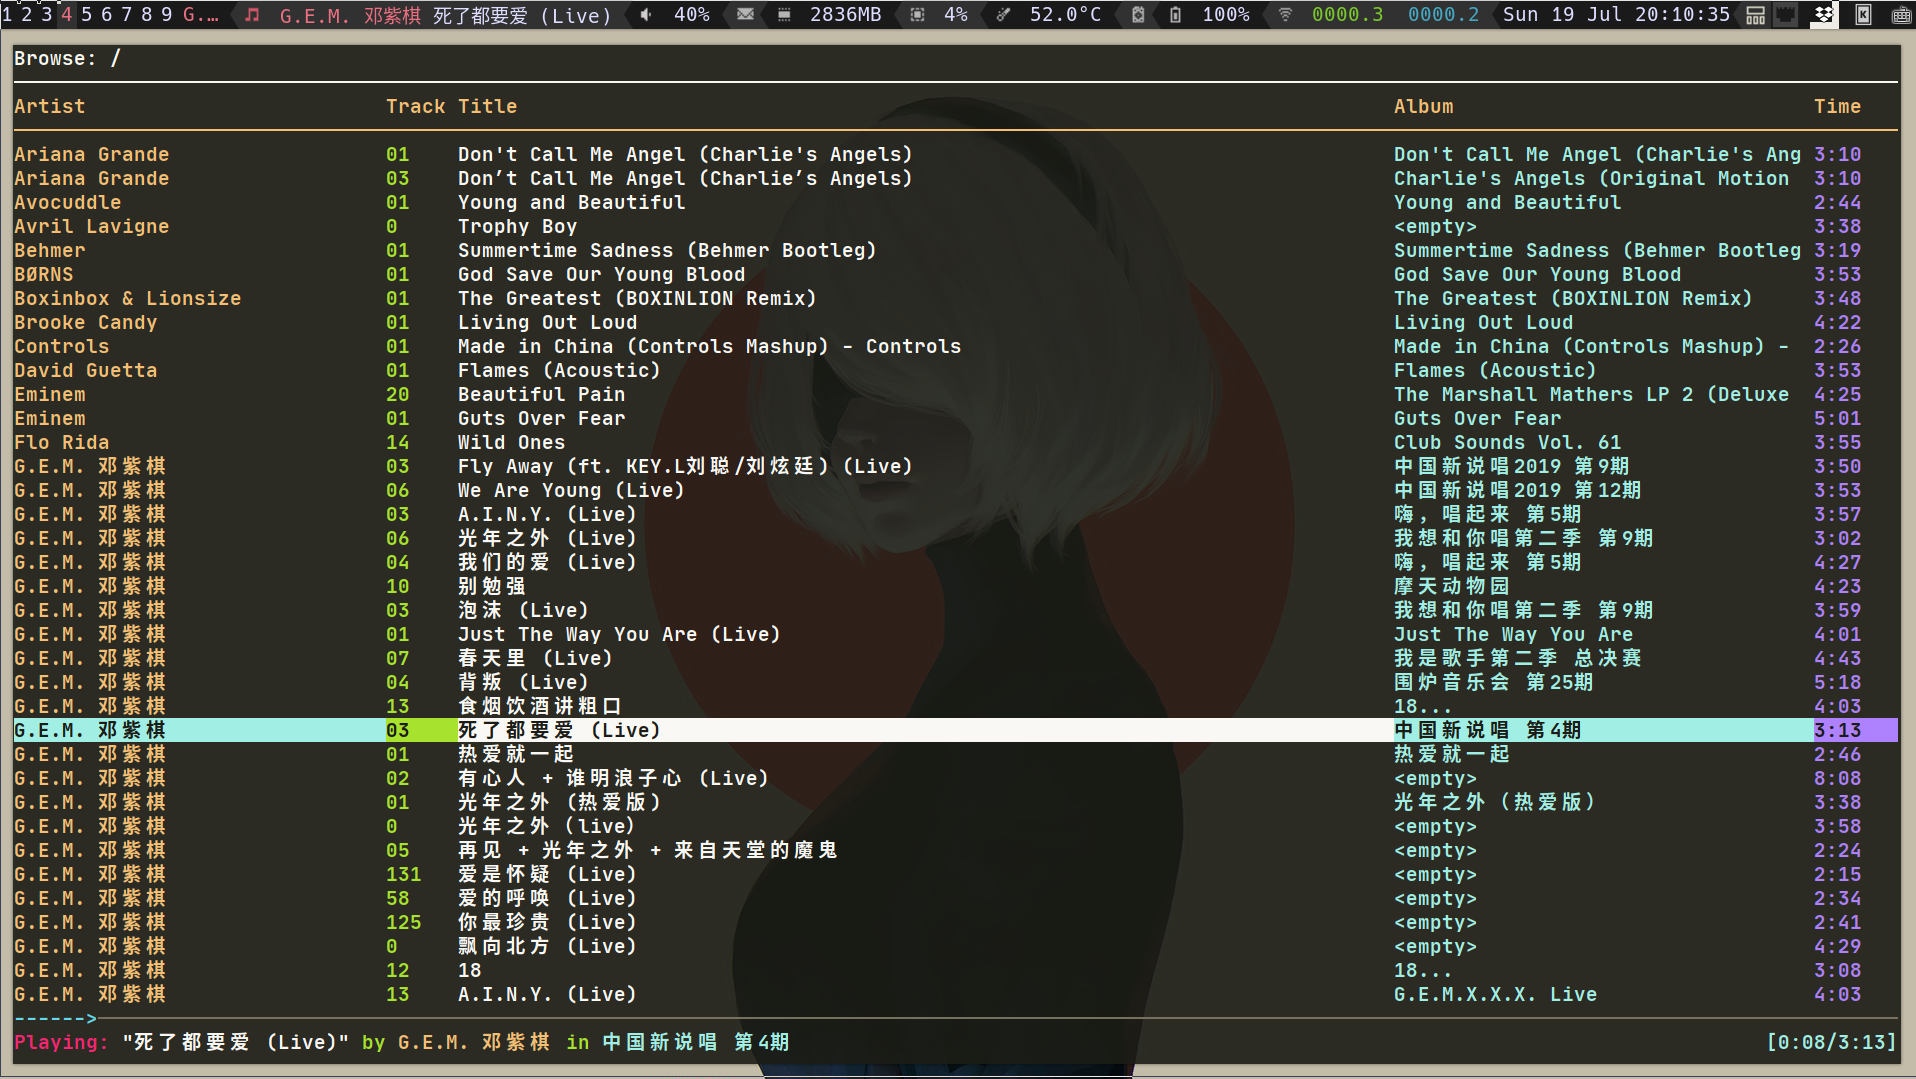 1 2 3 4 5 6 7 8 9 G.… G.E.M. 邓紫棋 死了都要爱 (Live) 40% 2836MB 4% 52.0°C 100% 0000.3 0000.2 Sun 19 Jul 20:10:35
Browse: /
Artist Track Title Album Time
Ariana Grande 01 Don't Call Me Angel (Charlie's Angels) Don't Call Me Angel (Charlie's Ang 3:10
Ariana Grande 03 Don’t Call Me Angel (Charlie’s Angels) Charlie's Angels (Original Motion 3:10
Avocuddle 01 Young and Beautiful Young and Beautiful 2:44
Avril Lavigne 0 Trophy Boy <empty> 3:38
Behmer 01 Summertime Sadness (Behmer Bootleg) Summertime Sadness (Behmer Bootleg 3:19
BØRNS 01 God Save Our Young Blood God Save Our Young Blood 3:53
Boxinbox & Lionsize 01 The Greatest (BOXINLION Remix) The Greatest (BOXINLION Remix) 3:48
Brooke Candy 01 Living Out Loud Living Out Loud 4:22
Controls 01 Made in China (Controls Mashup) - Controls Made in China (Controls Mashup) - 2:26
David Guetta 01 Flames (Acoustic) Flames (Acoustic) 3:53
Eminem 20 Beautiful Pain The Marshall Mathers LP 2 (Deluxe 4:25
Eminem 01 Guts Over Fear Guts Over Fear 5:01
Flo Rida 14 Wild Ones Club Sounds Vol. 61 3:55
G.E.M. 邓紫棋 03 Fly Away (ft. KEY.L刘聪/刘炫廷) (Live) 中国新说唱2019 第9期 3:50
G.E.M. 邓紫棋 06 We Are Young (Live) 中国新说唱2019 第12期 3:53
G.E.M. 邓紫棋 03 A.I.N.Y. (Live) 嗨，唱起来 第5期 3:57
G.E.M. 邓紫棋 06 光年之外 (Live) 我想和你唱第二季 第9期 3:02
G.E.M. 邓紫棋 04 我们的爱 (Live) 嗨，唱起来 第5期 4:27
G.E.M. 邓紫棋 10 别勉强 摩天动物园 4:23
G.E.M. 邓紫棋 03 泡沫 (Live) 我想和你唱第二季 第9期 3:59
G.E.M. 邓紫棋 01 Just The Way You Are (Live) Just The Way You Are 4:01
G.E.M. 邓紫棋 07 春天里 (Live) 我是歌手第二季 总决赛 4:43
G.E.M. 邓紫棋 04 背叛 (Live) 围炉音乐会 第25期 5:18
G.E.M. 邓紫棋 13 食烟饮酒讲粗口 18... 4:03
G.E.M. 邓紫棋 03 死了都要爱 (Live) 中国新说唱 第4期 3:13
G.E.M. 邓紫棋 01 热爱就一起 热爱就一起 2:46
G.E.M. 邓紫棋 02 有心人 + 谁明浪子心 (Live) <empty> 8:08
G.E.M. 邓紫棋 01 光年之外 (热爱版) 光年之外（热爱版） 3:38
G.E.M. 邓紫棋 0 光年之外（live） <empty> 3:58
G.E.M. 邓紫棋 05 再见 + 光年之外 + 来自天堂的魔鬼 <empty> 2:24
G.E.M. 邓紫棋 131 爱是怀疑 (Live) <empty> 2:15
G.E.M. 邓紫棋 58 爱的呼唤 (Live) <empty> 2:34
G.E.M. 邓紫棋 125 你最珍贵 (Live) <empty> 2:41
G.E.M. 邓紫棋 0 飘向北方 (Live) <empty> 4:29
G.E.M. 邓紫棋 12 18 18... 3:08
G.E.M. 邓紫棋 13 A.I.N.Y. (Live) G.E.M.X.X.X. Live 4:03
------>
Playing: "死了都要爱 (Live)" by G.E.M. 邓紫棋 in 中国新说唱 第4期 [0:08/3:13]